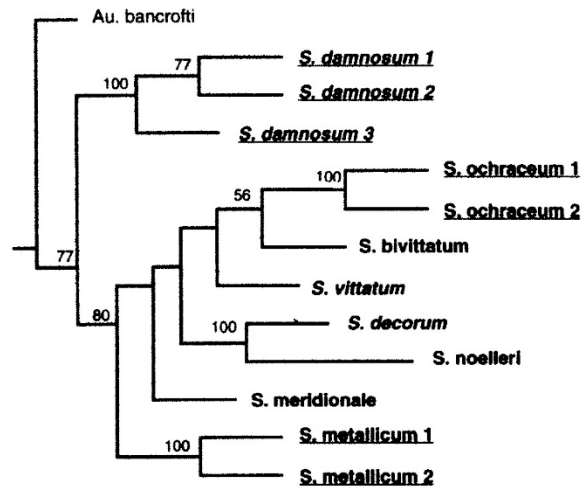 Au. bancrofti
77
S. damnosum 1
100
S. damnosum 2
S. damnosum 3
100
S. ochraceum 1
56
S. ochraceum 2
S. bivittatum
77
S. vittatum
80
S. decorum
100
S. noelleri
S. meridionale
S. metallicum 1
100
S. metallicum 2